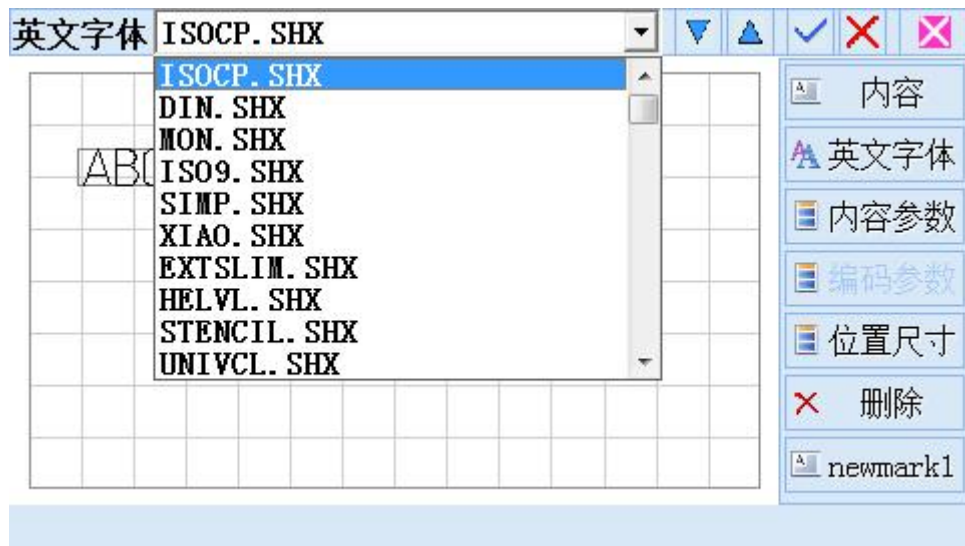 英文字体 ISOCP.SHX
ISOCP.SHX
DIN.SHX
MON.SHX
ISO9.SHX
SIMP.SHX
XIAO.SHX
EXTSLIM.SHX
HELVL.SHX
STENCIL.SHX
UNIVCL.SHX
ABC
内容
英文字体
内容参数
编码参数
位置尺寸
删除
newmark1